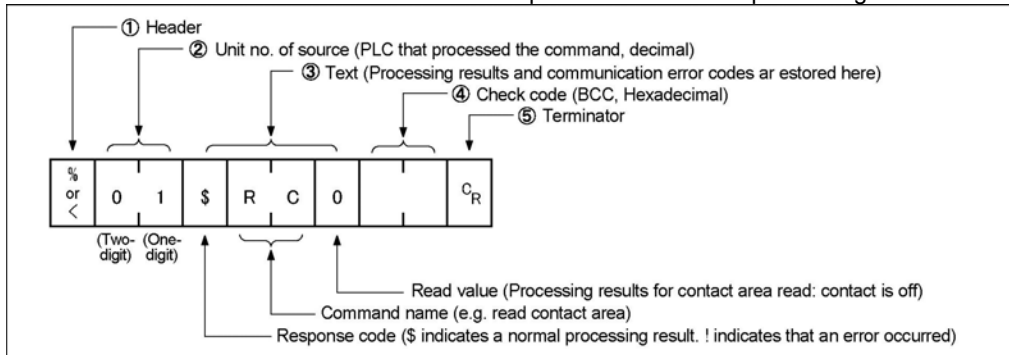 ① Header
② Unit no. of source (PLC that processed the command, decimal)
③ Text (Processing results and communication error codes ar estored here)
④ Check code (BCC, Hexadecimal)
⑤ Terminator
% or < 0 1 $ R C 0 CR
(Two-digit) (One-digit)
Read value (Processing results for contact area read: contact is off)
Command name (e.g. read contact area)
Response code ($ indicates a normal processing result. ! indicates that an error occurred)